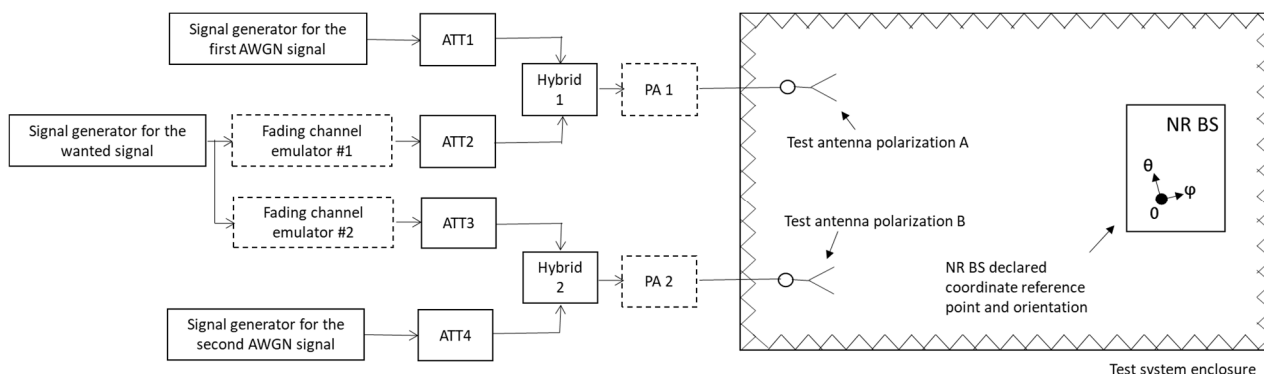 Signal generator for the
first AWGN signal
ATT1
Hybrid
1
PA 1
Signal generator for the
wanted signal
Fading channel
emulator #1
ATT2
Test antenna polarization A
NR BS
θ
φ
0
Fading channel
emulator #2
ATT3
Test antenna polarization B
Hybrid
2
PA 2
NR BS declared
coordinate reference
point and orientation
Signal generator for the
second AWGN signal
ATT4
Test system enclosure